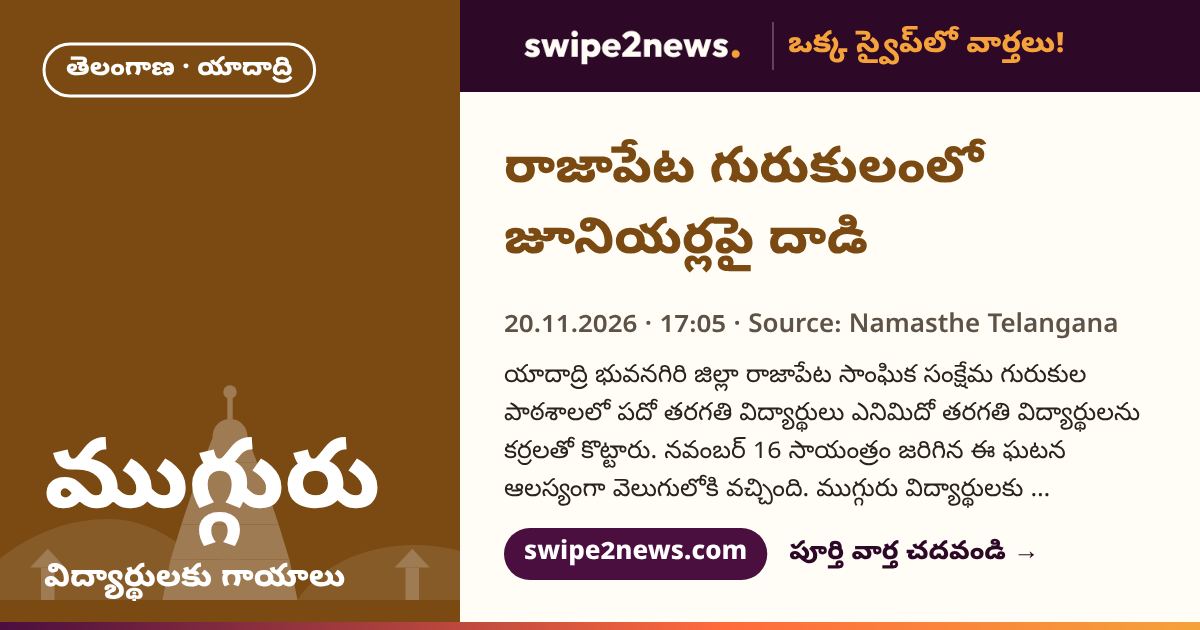 తెలంగాణ · యాదాద్రి
ముగ్గురు
విద్యార్థులకు గాయాలు
swipe2news.
ఒక్క స్వైప్‌లో వార్తలు!
రాజాపేట గురుకులంలో
జూనియర్లపై దాడి
20.11.2026 · 17:05 · Source: Namasthe Telangana
యాదాద్రి భువనగిరి జిల్లా రాజాపేట సాంఘిక సంక్షేమ గురుకుల
పాఠశాలలో పదో తరగతి విద్యార్థులు ఎనిమిదో తరగతి విద్యార్థులను
కర్రలతో కొట్టారు. నవంబర్ 16 సాయంత్రం జరిగిన ఈ ఘటన
ఆలస్యంగా వెలుగులోకి వచ్చింది. ముగ్గురు విద్యార్థులకు ...
swipe2news.com
పూర్తి వార్త చదవండి →